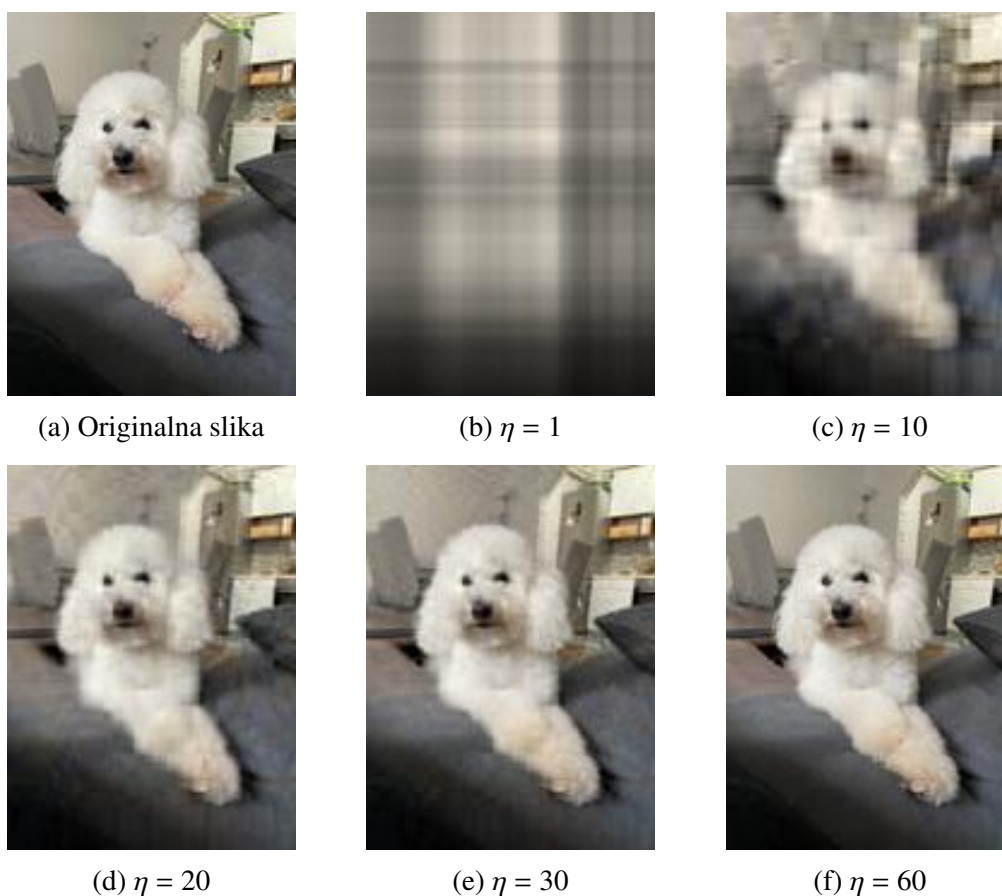 (a) Originalna slika
(b) η = 1
(c) η = 10
(d) η = 20
(e) η = 30
(f) η = 60